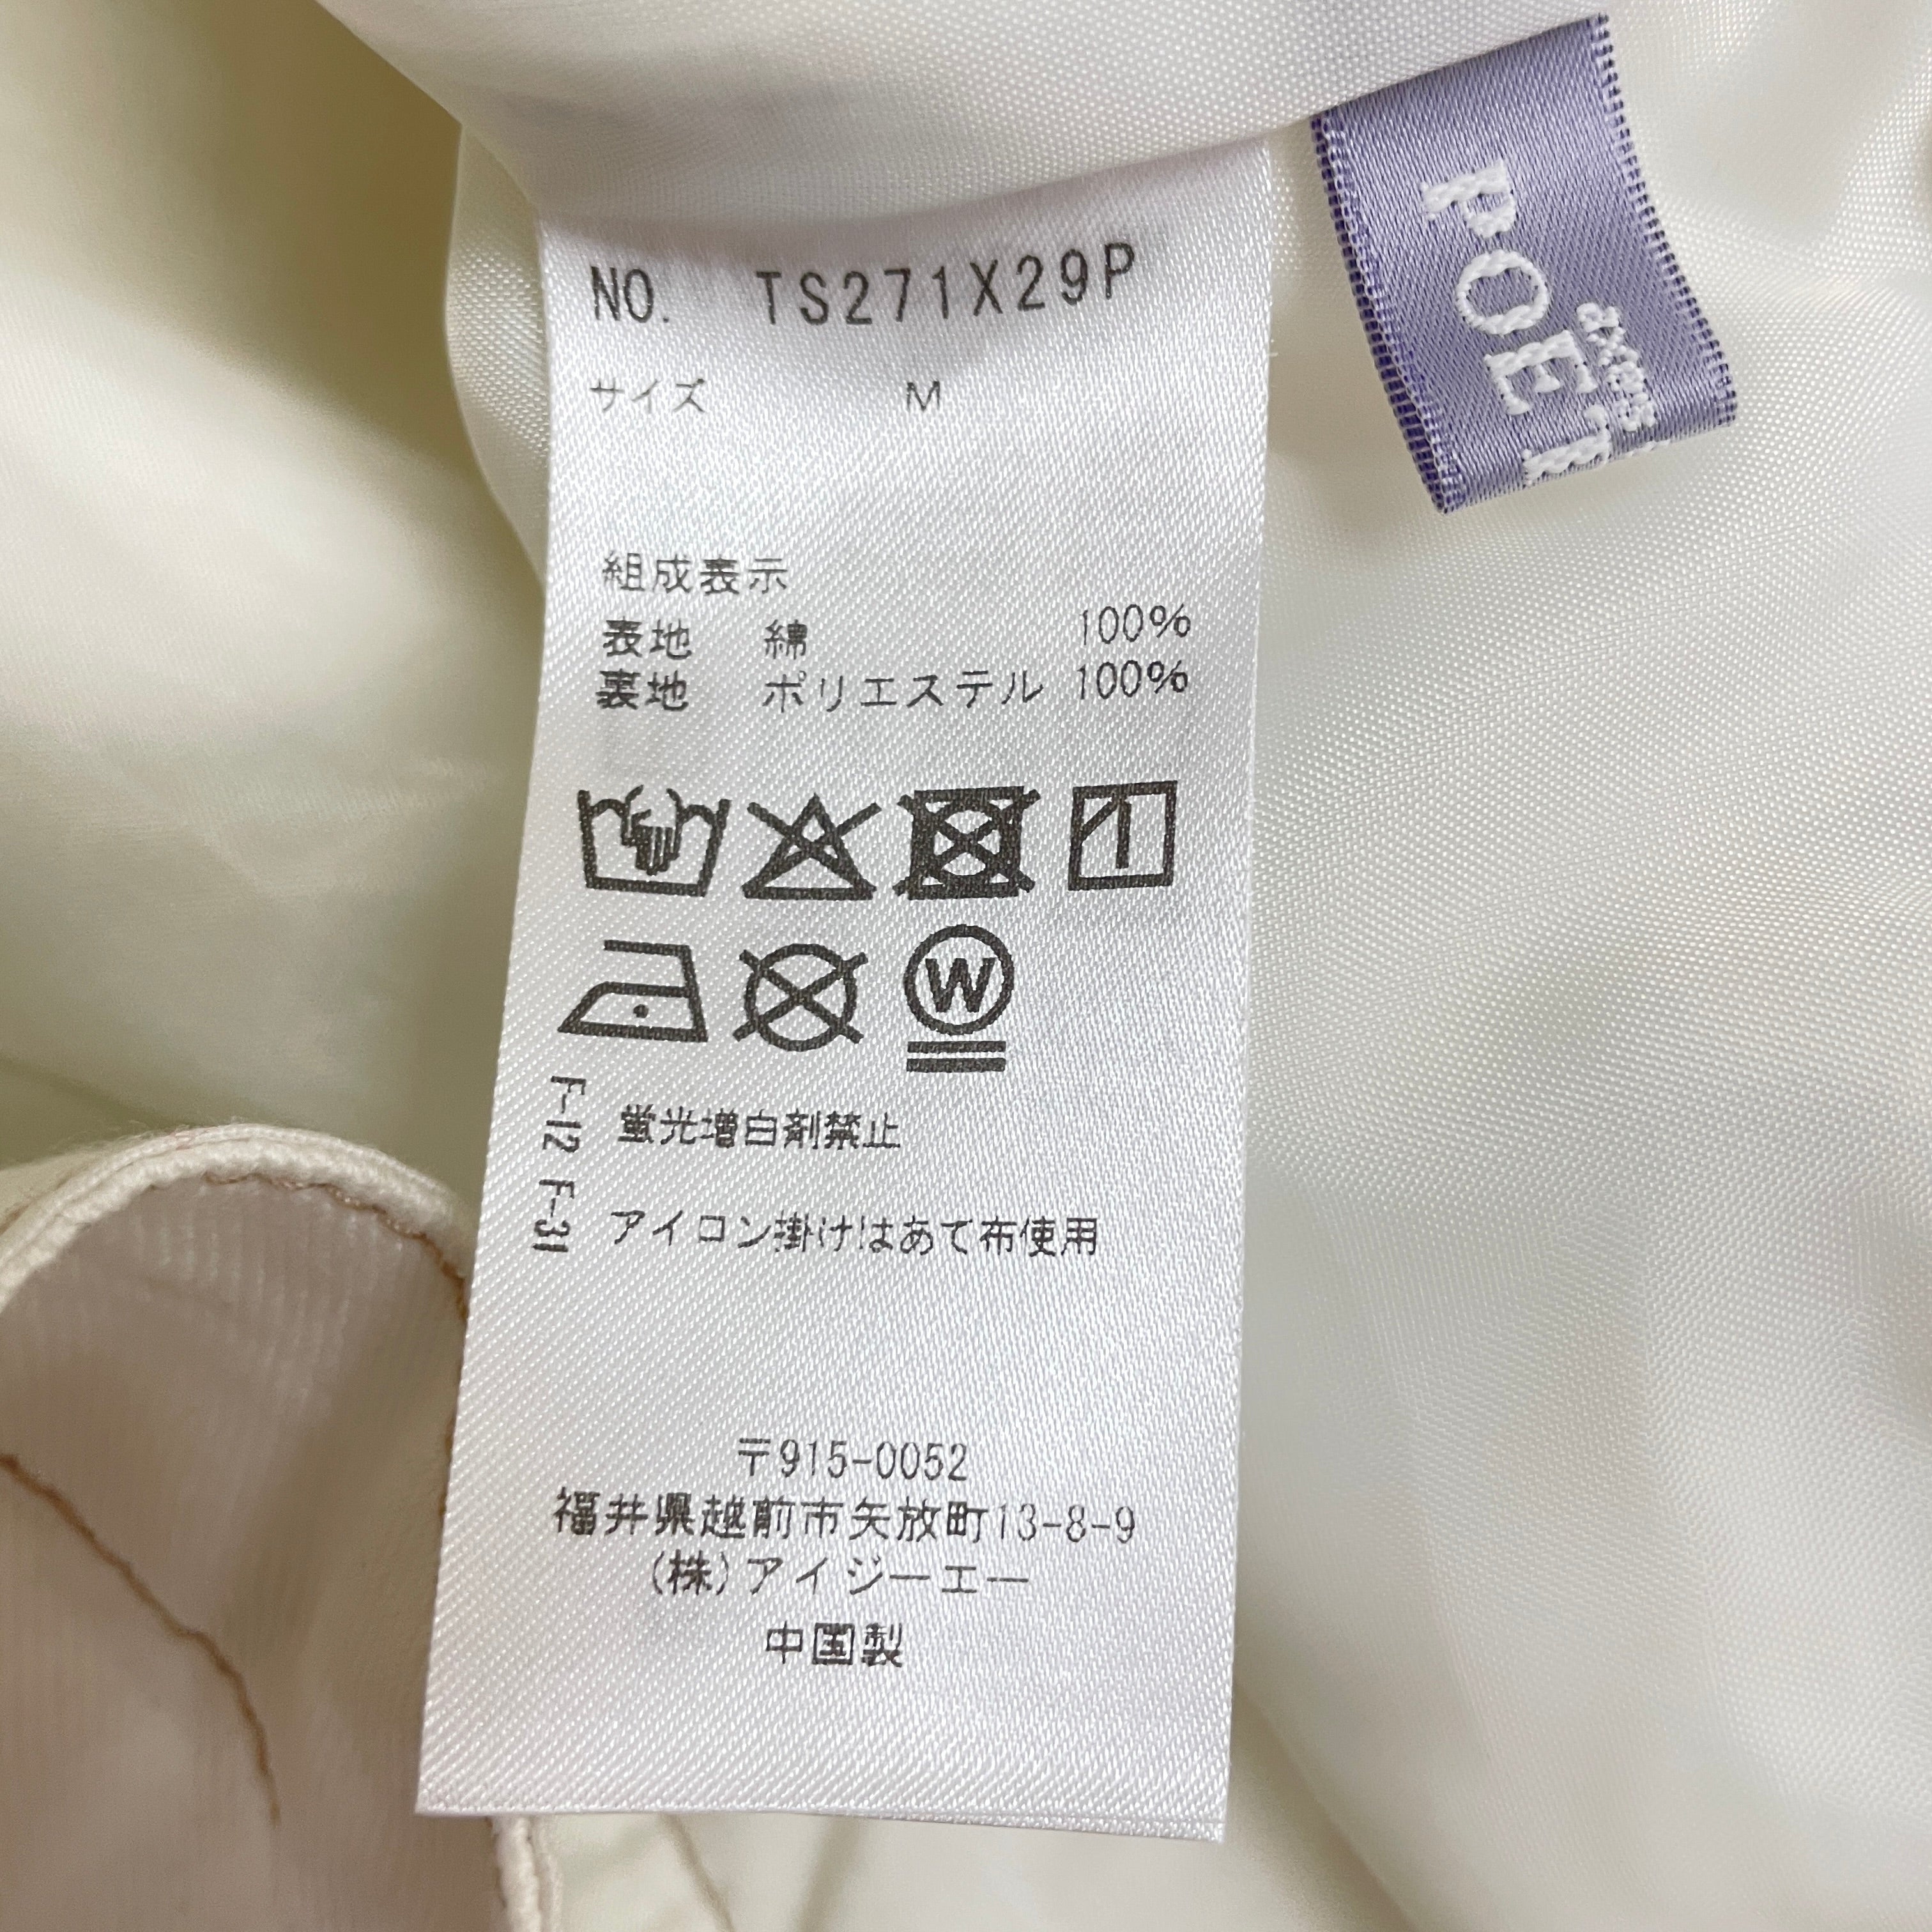 NO. TS271X29P
サイズ M
組成表示
表地 綿 100%
裏地 ポリエステル 100%
W
F-12 蛍光増白剤禁止
F-31 アイロン掛けはあて布使用
〒915-0052
福井県越前市矢放町13-8-9
(株)アイジーエー
中国製
axes
POET